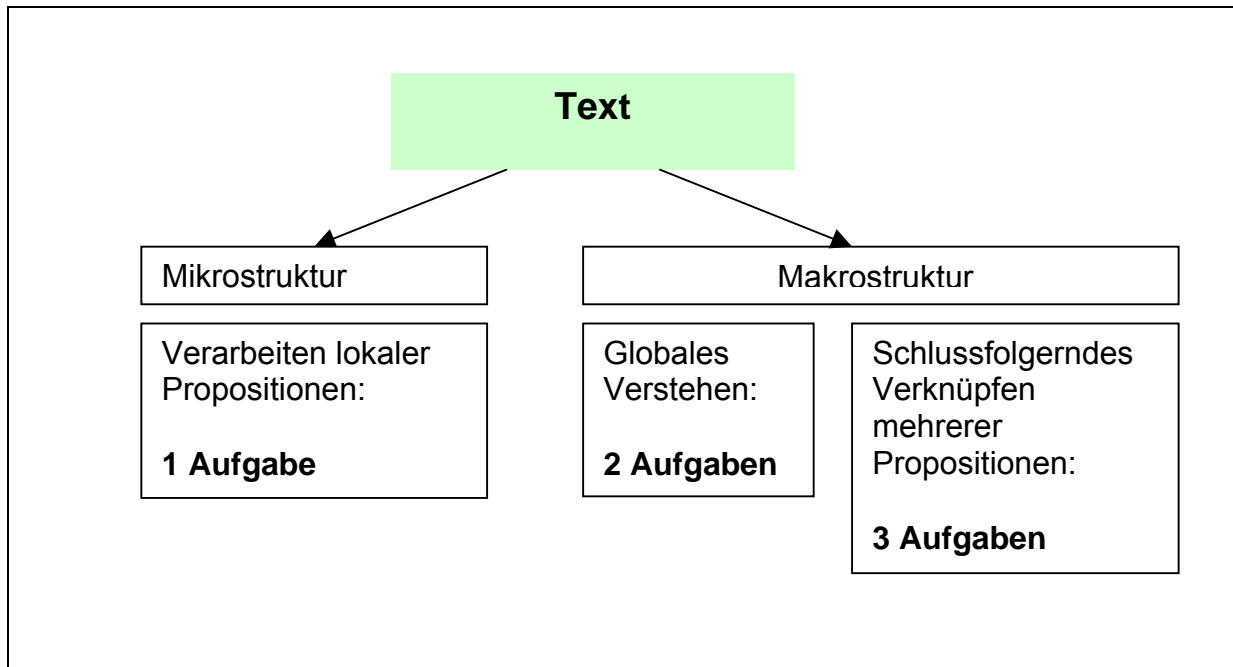 Text
Mikrostruktur
Makrostruktur
Verarbeiten lokaler
Propositionen:
1 Aufgabe
Globales
Verstehen:
2 Aufgaben
Schlussfolgerndes
Verknüpfen
mehrerer
Propositionen:
3 Aufgaben